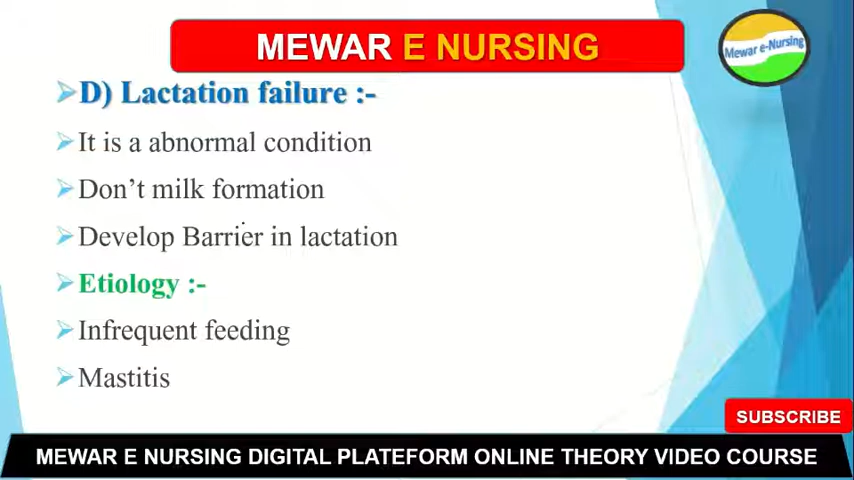 MEWAR E NURSING
Mewar e-Nursing
D) Lactation failure :-
It is a abnormal condition
Don't milk formation
Develop Barrier in lactation
Etiology :-
Infrequent feeding
Mastitis
SUBSCRIBE
MEWAR E NURSING DIGITAL PLATEFORM ONLINE THEORY VIDEO COURSE